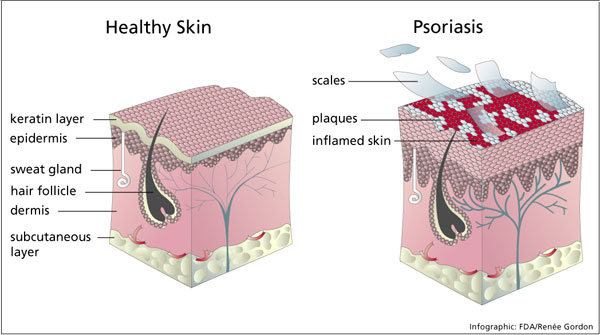 Healthy Skin
keratin layer
epidermis
sweat gland
hair follicle
dermis
subcutaneous
layer
Psoriasis
scales
plaques
inflamed skin
Infographic: FDA/Renée Gordon